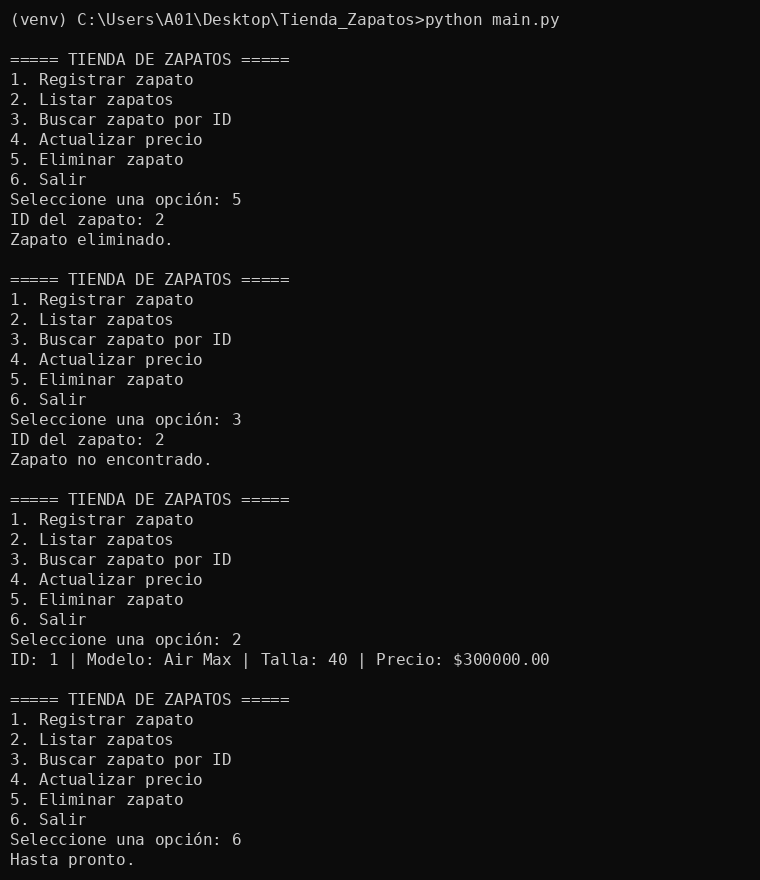 (venv) C:\Users\A01\Desktop\Tienda_Zapatos>python main.py
===== TIENDA DE ZAPATOS =====
1. Registrar zapato
2. Listar zapatos
3. Buscar zapato por ID
4. Actualizar precio
5. Eliminar zapato
6. Salir
Seleccione una opción: 5
ID del zapato: 2
Zapato eliminado.
===== TIENDA DE ZAPATOS =====
1. Registrar zapato
2. Listar zapatos
3. Buscar zapato por ID
4. Actualizar precio
5. Eliminar zapato
6. Salir
Seleccione una opción: 3
ID del zapato: 2
Zapato no encontrado.
===== TIENDA DE ZAPATOS =====
1. Registrar zapato
2. Listar zapatos
3. Buscar zapato por ID
4. Actualizar precio
5. Eliminar zapato
6. Salir
Seleccione una opción: 2
ID: 1 | Modelo: Air Max | Talla: 40 | Precio: $300000.00
===== TIENDA DE ZAPATOS =====
1. Registrar zapato
2. Listar zapatos
3. Buscar zapato por ID
4. Actualizar precio
5. Eliminar zapato
6. Salir
Seleccione una opción: 6
Hasta pronto.